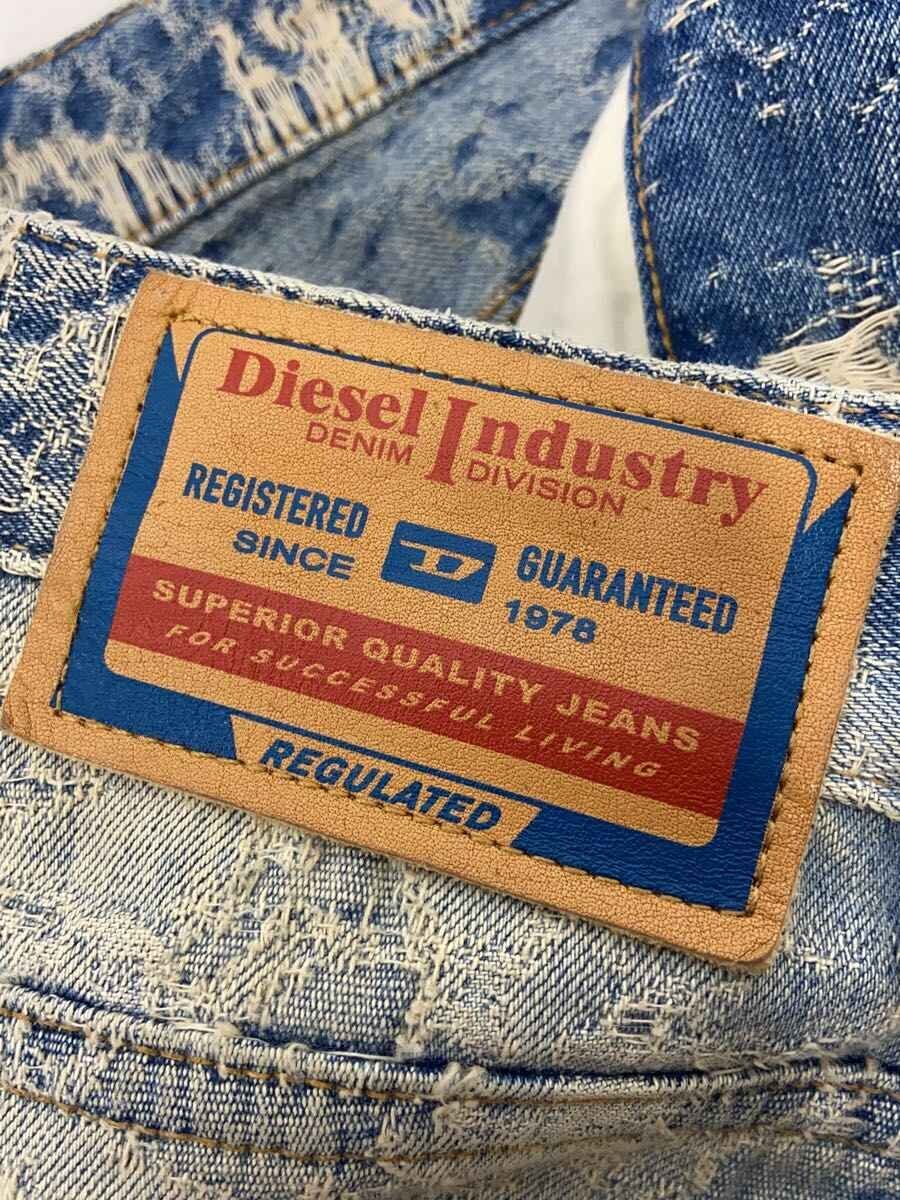 Diesel Industry
DENIM DIVISION
REGISTERED GUARANTEED
SINCE D 1978
SUPERIOR QUALITY JEANS
FOR SUCCESSFUL LIVING
REGULATED